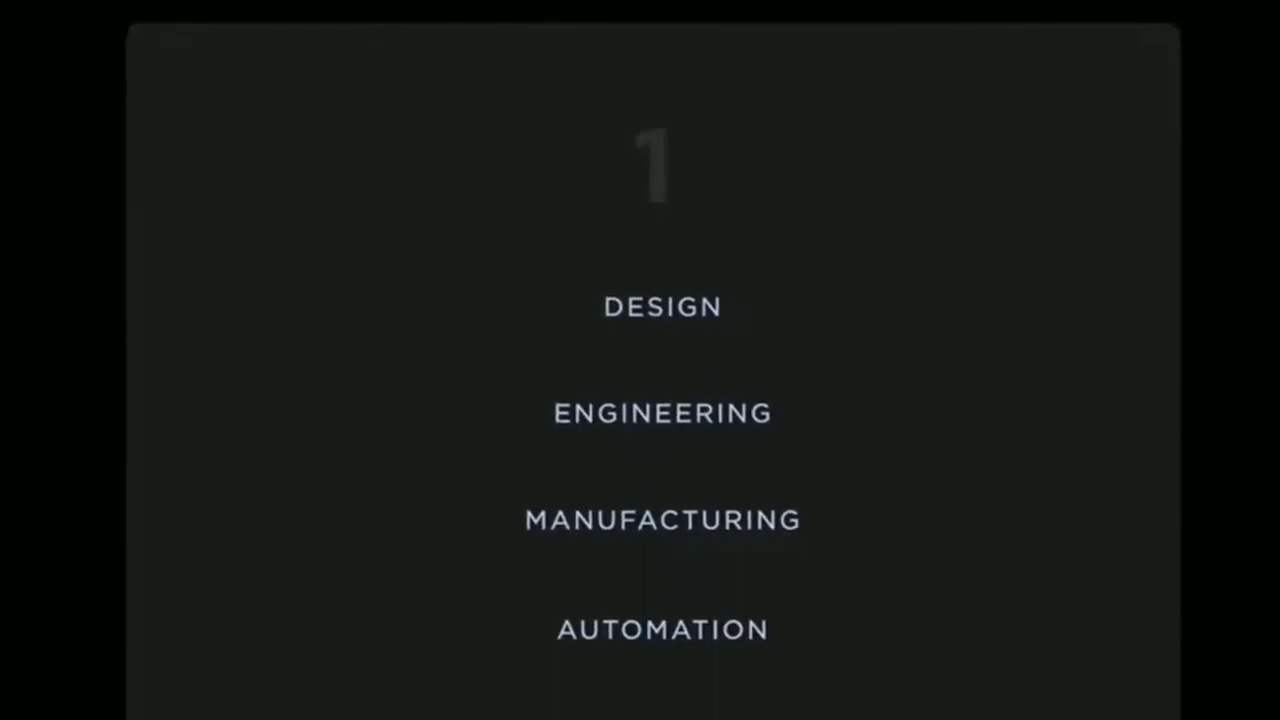 1
DESIGN
ENGINEERING
MANUFACTURING
AUTOMATION